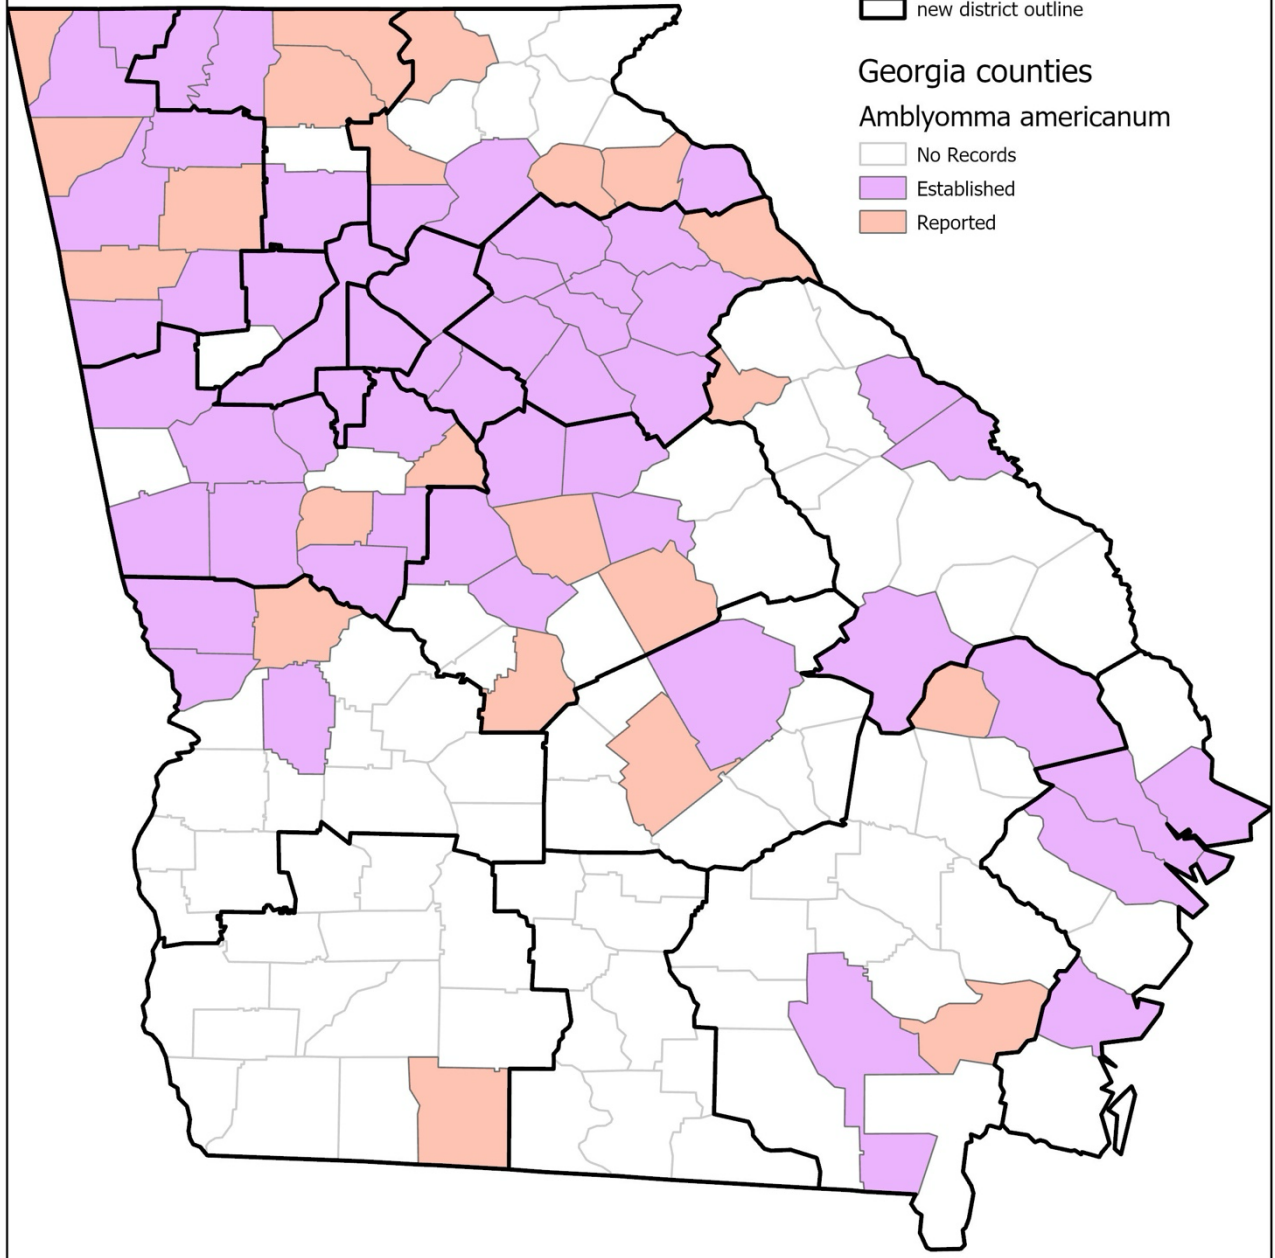 new district outline
Georgia counties
Amblyomma americanum
No Records
Established
Reported